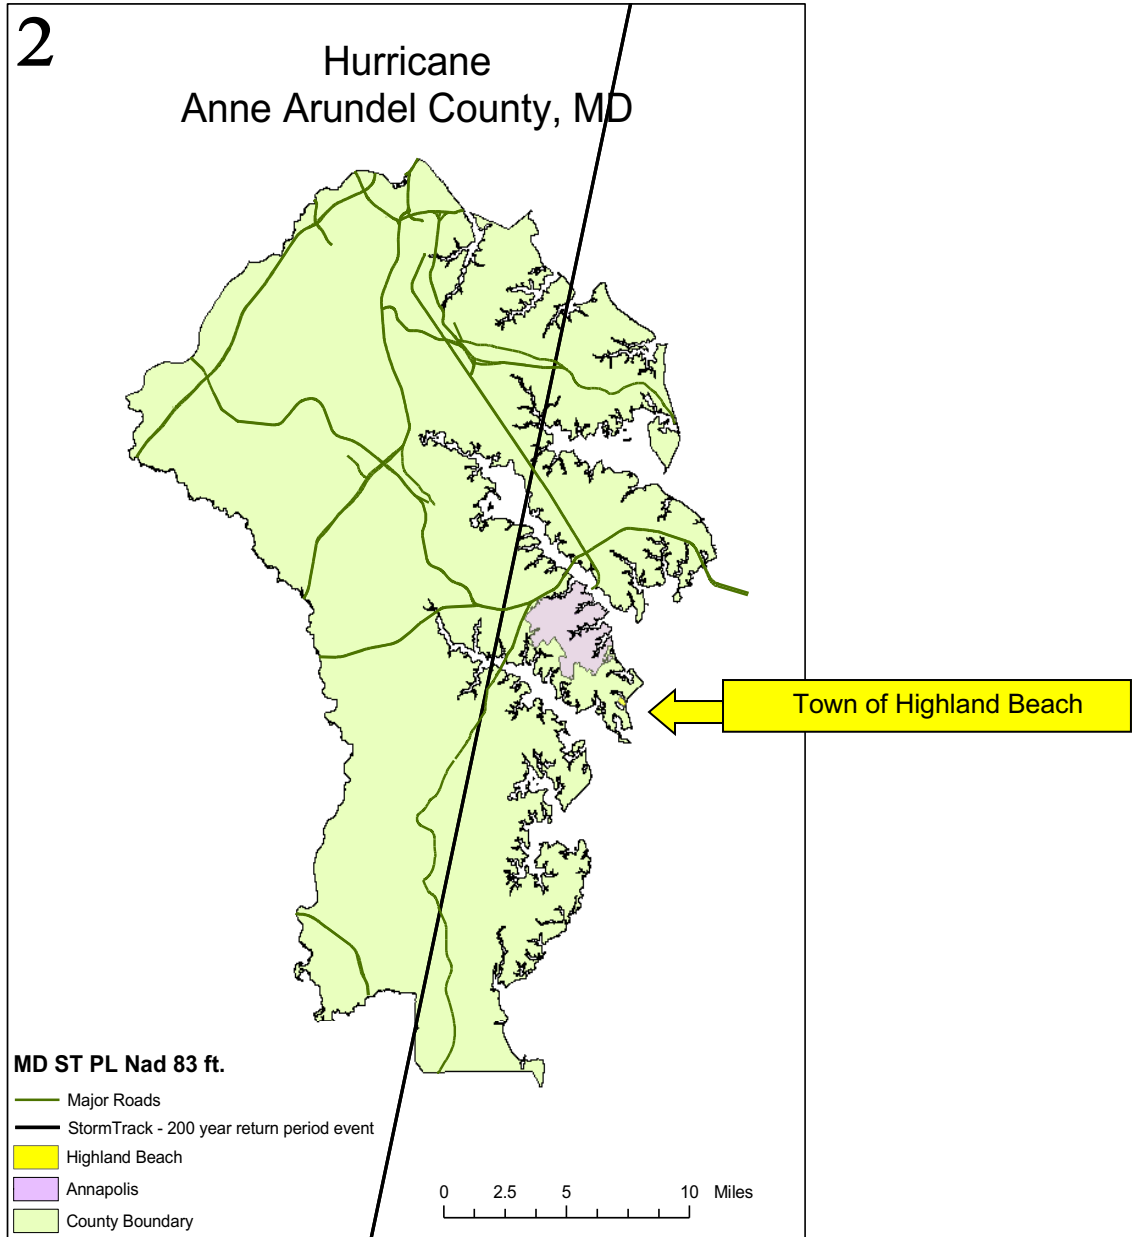 2
Hurricane
Anne Arundel County, MD
Town of Highland Beach
MD ST PL Nad 83 ft.
Major Roads
StormTrack - 200 year return period event
Highland Beach
Annapolis
County Boundary
0 2.5 5 10 Miles